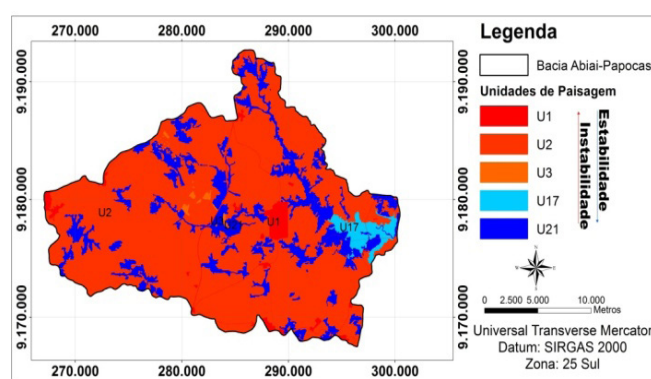 270.000 280.000 290.000 300.000
9.190.000
9.180.000
9.170.000
U2
U1
U17
270.000 280.000 290.000 300.000
9.190.000
9.180.000
9.170.000
Legenda
Bacia Abiai-Papocas
Unidades de Paisagem
U1
U2
U3
U17
U21
Instabilidade
Estabilidade
N
S
0 2.500 5.000 10.000
Metros
Universal Transverse Mercator
Datum: SIRGAS 2000
Zona: 25 Sul